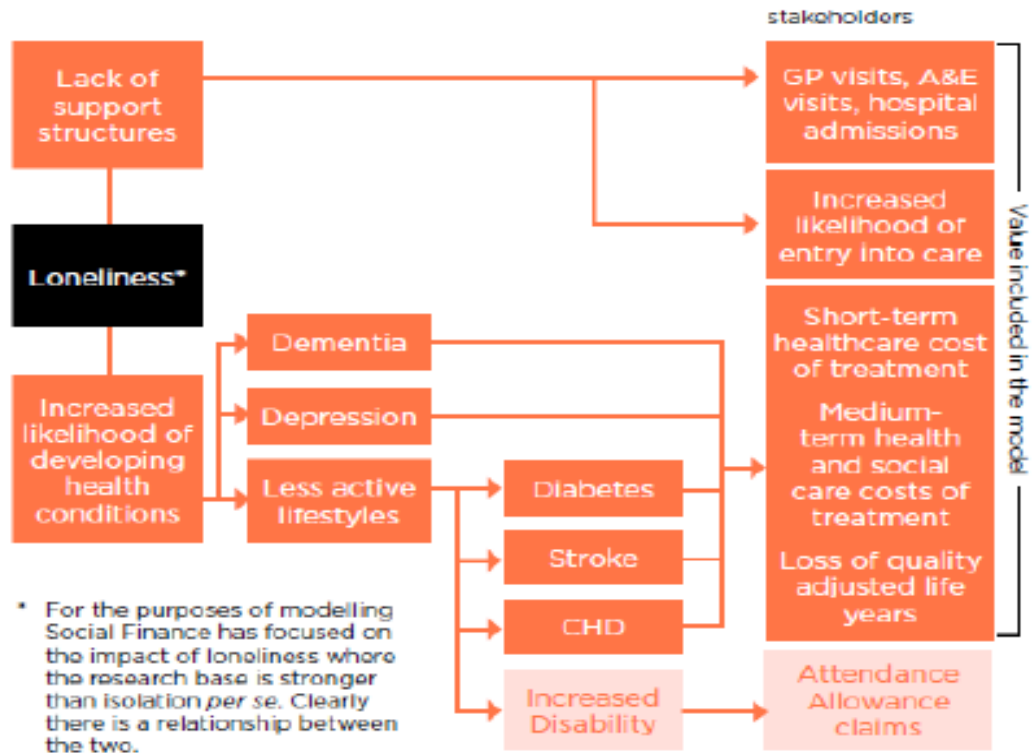 stakeholders
Lack of
support
structures
GP visits, A&E
visits, hospital
admissions
Increased
likelihood of
entry into care
Loneliness*
Short-term
healthcare cost
of treatment
Medium-
term health
and social
care costs of
treatment
Loss of quality
adjusted life
years
Value included in the model
Increased
likelihood of
developing
health
conditions
Dementia
Depression
Less active
lifestyles
Diabetes
Stroke
CHD
Increased
Disability
Attendance
Allowance
claims
* For the purposes of modelling
Social Finance has focused on
the impact of loneliness where
the research base is stronger
than isolation per se. Clearly
there is a relationship between
the two.